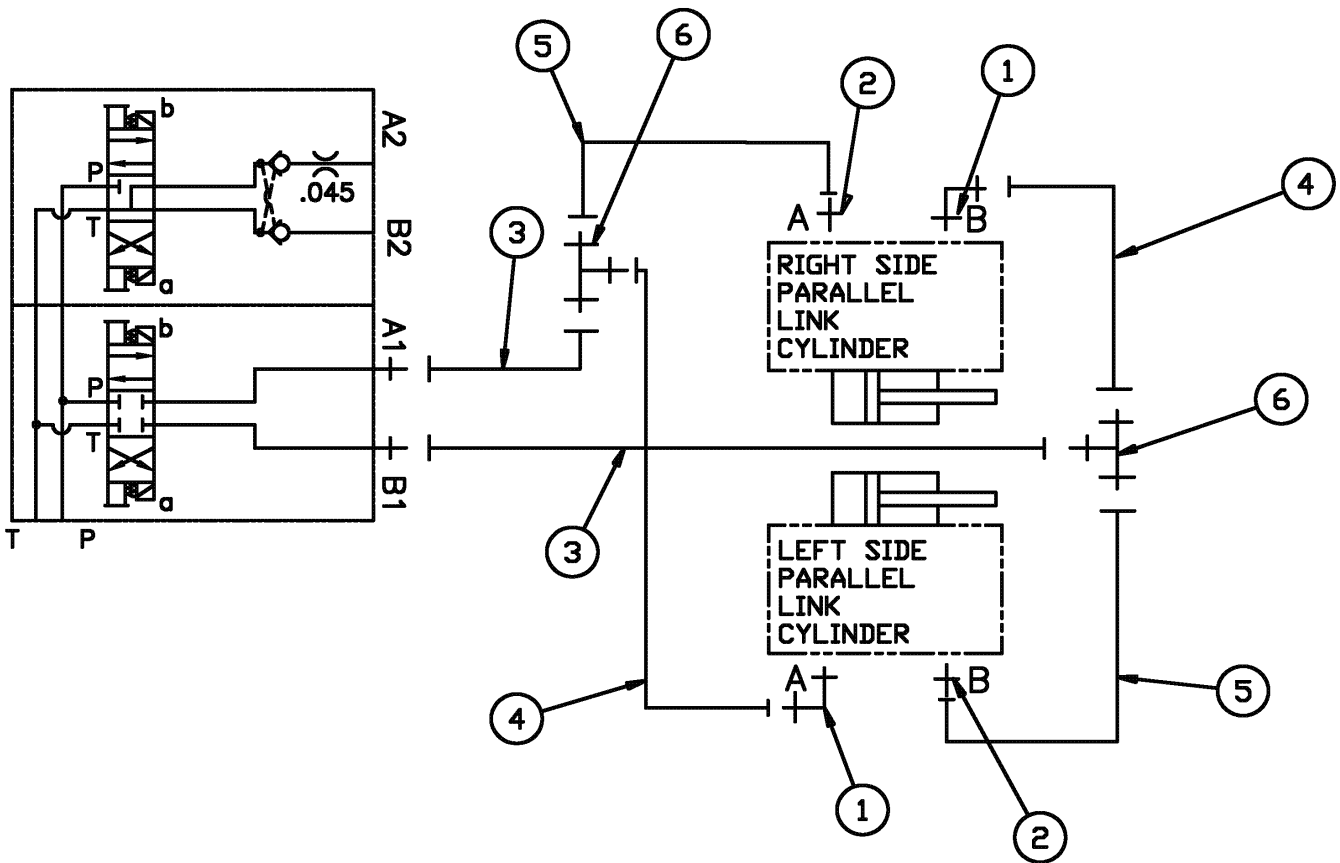 5
6
2
1
4
3
b
A2
P
.045
T
B2
a
A
B
RIGHT SIDE
PARALLEL
LINK
CYLINDER
b
A1
P
T
a
B1
T
P
6
3
LEFT SIDE
PARALLEL
LINK
CYLINDER
A
B
4
5
1
2